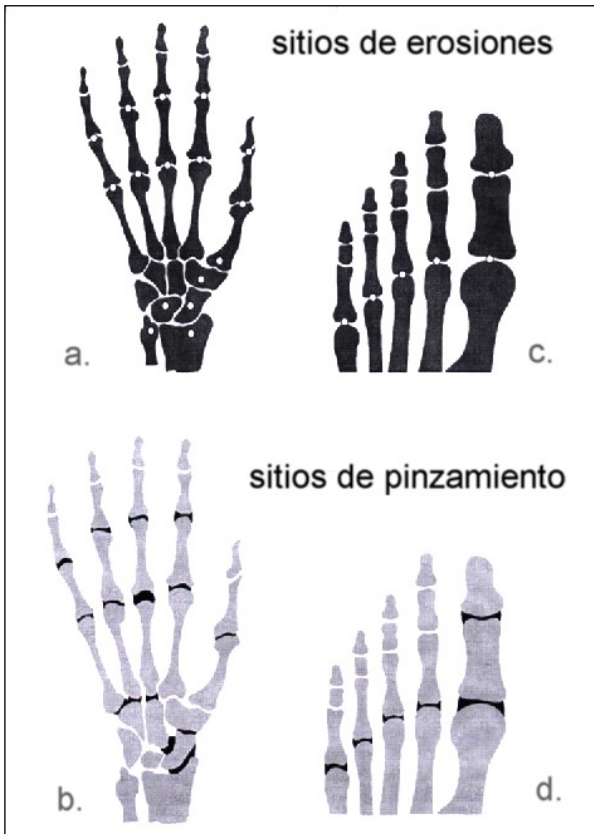 sitios de erosiones
a.
c.
sitios de pinzamiento
b.
d.